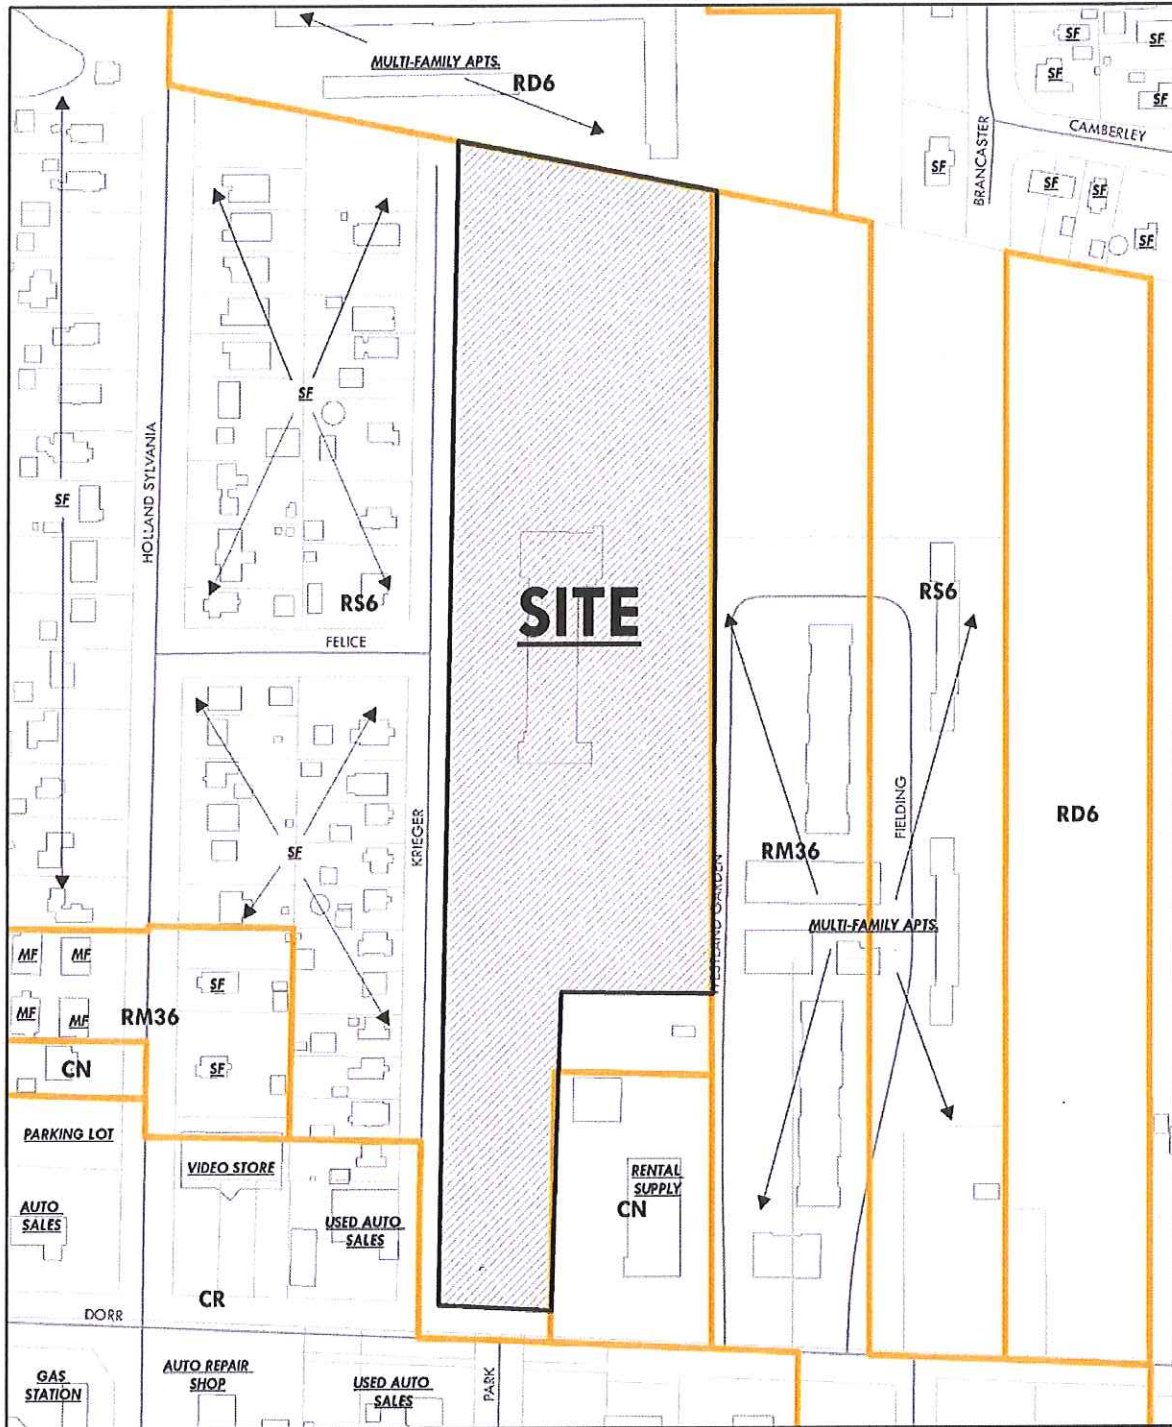 MULTI-FAMILY APTS.
RD6
SF
SF
SF
SF
CAMBERLEY
BRANCASTER
SF
SF
SF
SF
SF
HOLLAND SYLVANIA
SF
RS6
FELICE
SITE
RS6
KRIEGER
SF
FIELDING
RD6
RM36
WESTLAND GARDEN
MULTI-FAMILY APTS.
MF
MF
SF
MF
MF
RM36
SF
CN
PARKING LOT
VIDEO STORE
RENTAL
SUPPLY
CN
AUTO
SALES
USED AUTO
SALES
CR
DORR
GAS
STATION
AUTO REPAIR
SHOP
USED AUTO
SALES
PARK